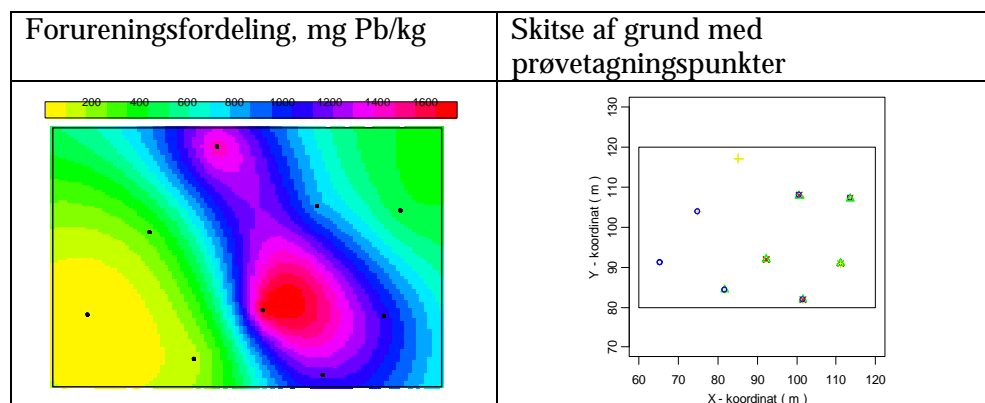 Forureningsfordeling, mg Pb/kg
Skitse af grund med
prøvetagningspunkter
200 400 600 800 1000 1200 1400 1600
130
120
110
100
90
80
70
Y - koordinat ( m )
60 70 80 90 100 110 120
X - koordinat ( m )